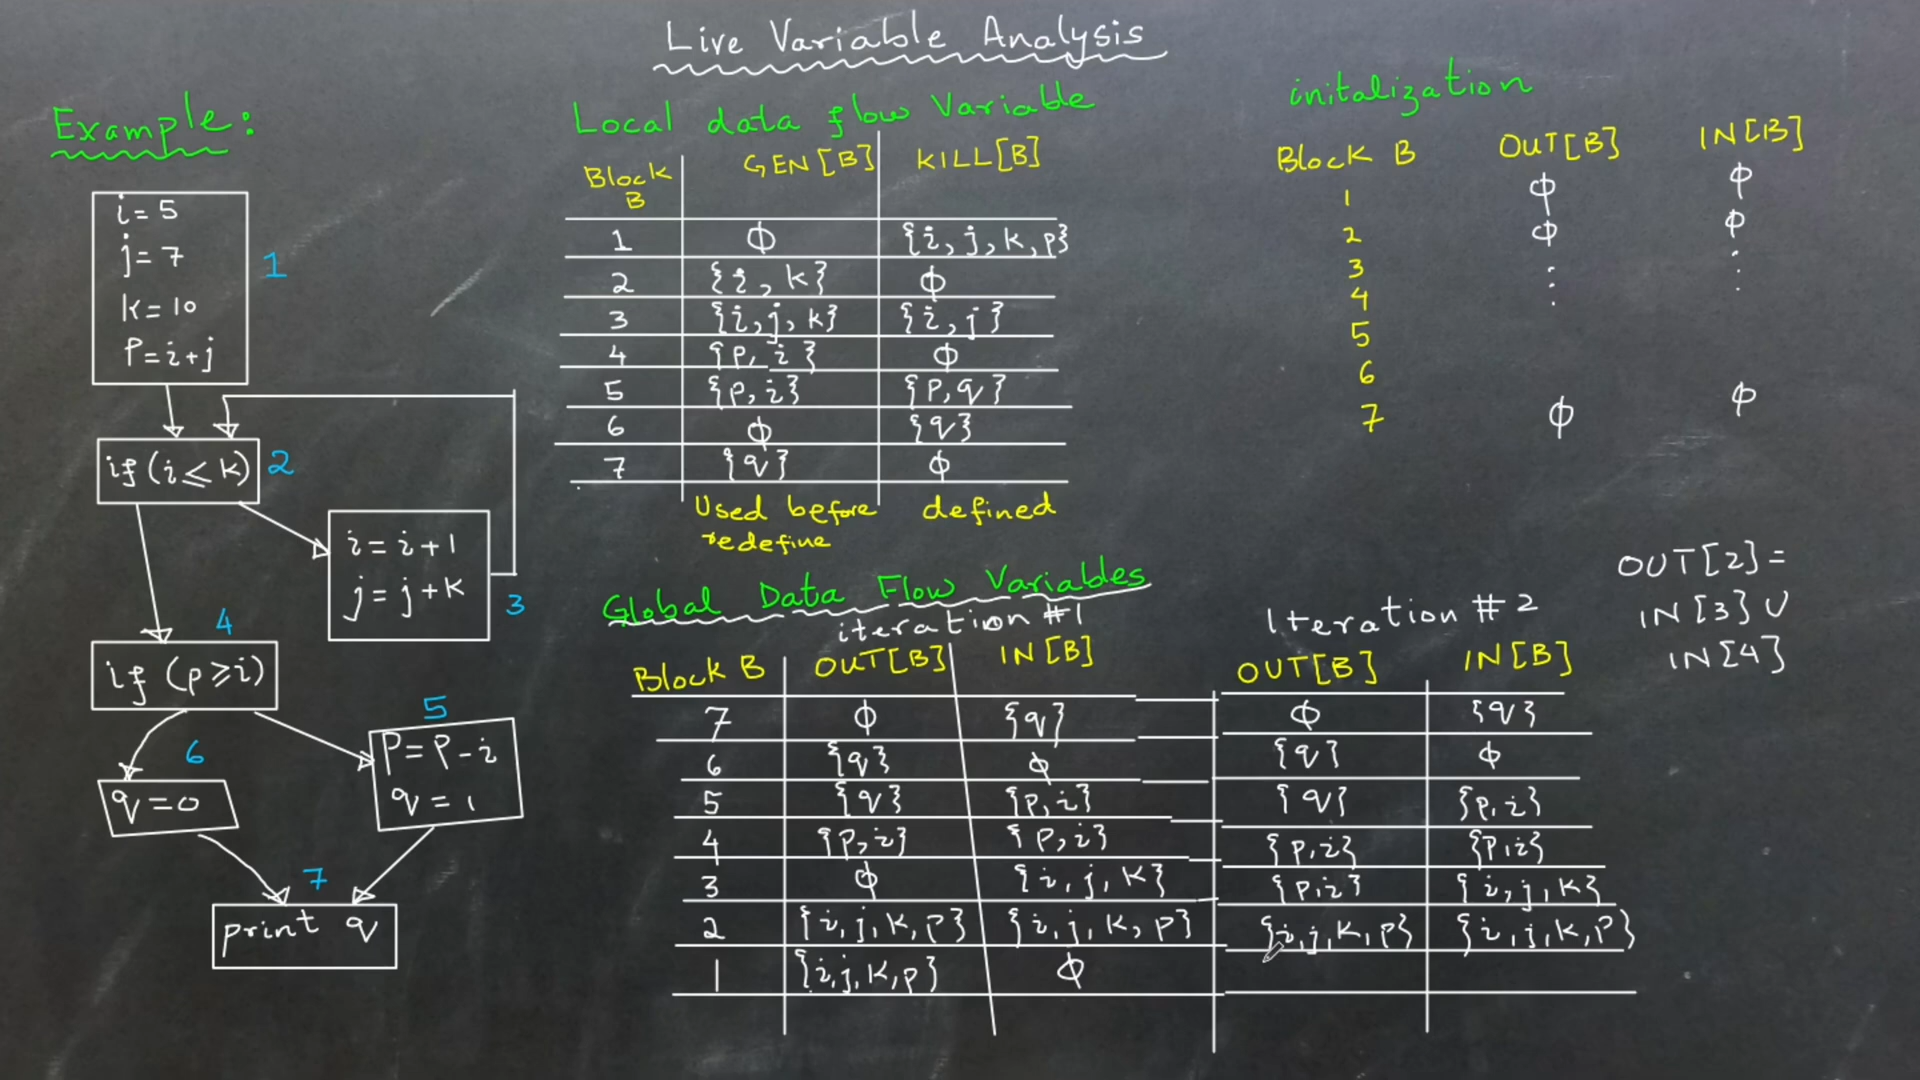 Live Variable Analysis
Example:
i = 5
j = 7
K = 10
P = i+j
1
if (i ≤ K)
2
i = i+1
j = j+K
3
4
if (p ≥ i)
5
P = P - i
q = 1
6
q = 0
7
print q
Local data flow Variable
Block B GEN[B] KILL[B]
1 Φ {i, j, K, p}
2 {i, K} Φ
3 {i, j, K} {i, j}
4 {p, i} Φ
5 {p, i} {p, q}
6 Φ {q}
7 {q} Φ
Used before redefine
defined
initalization
Block B OUT[B] IN[B]
1 Φ Φ
2 Φ Φ
3 : :
4
5
6
7 Φ Φ
Global Data Flow Variables
iteration #1
Iteration #2
Block B OUT[B] IN[B] OUT[B] IN[B]
7 Φ {q} Φ {q}
6 {q} Φ {q} Φ
5 {q} {p, i} {q} {p, i}
4 {p, i} {p, i} {p, i} {p, i}
3 Φ {i, j, K} {p, i} {i, j, K}
2 {i, j, K, p} {i, j, K, p} {i, j, K, p} {i, j, K, p}
1 {i, j, K, p} Φ
OUT[2] =
IN[3] U
IN[4]